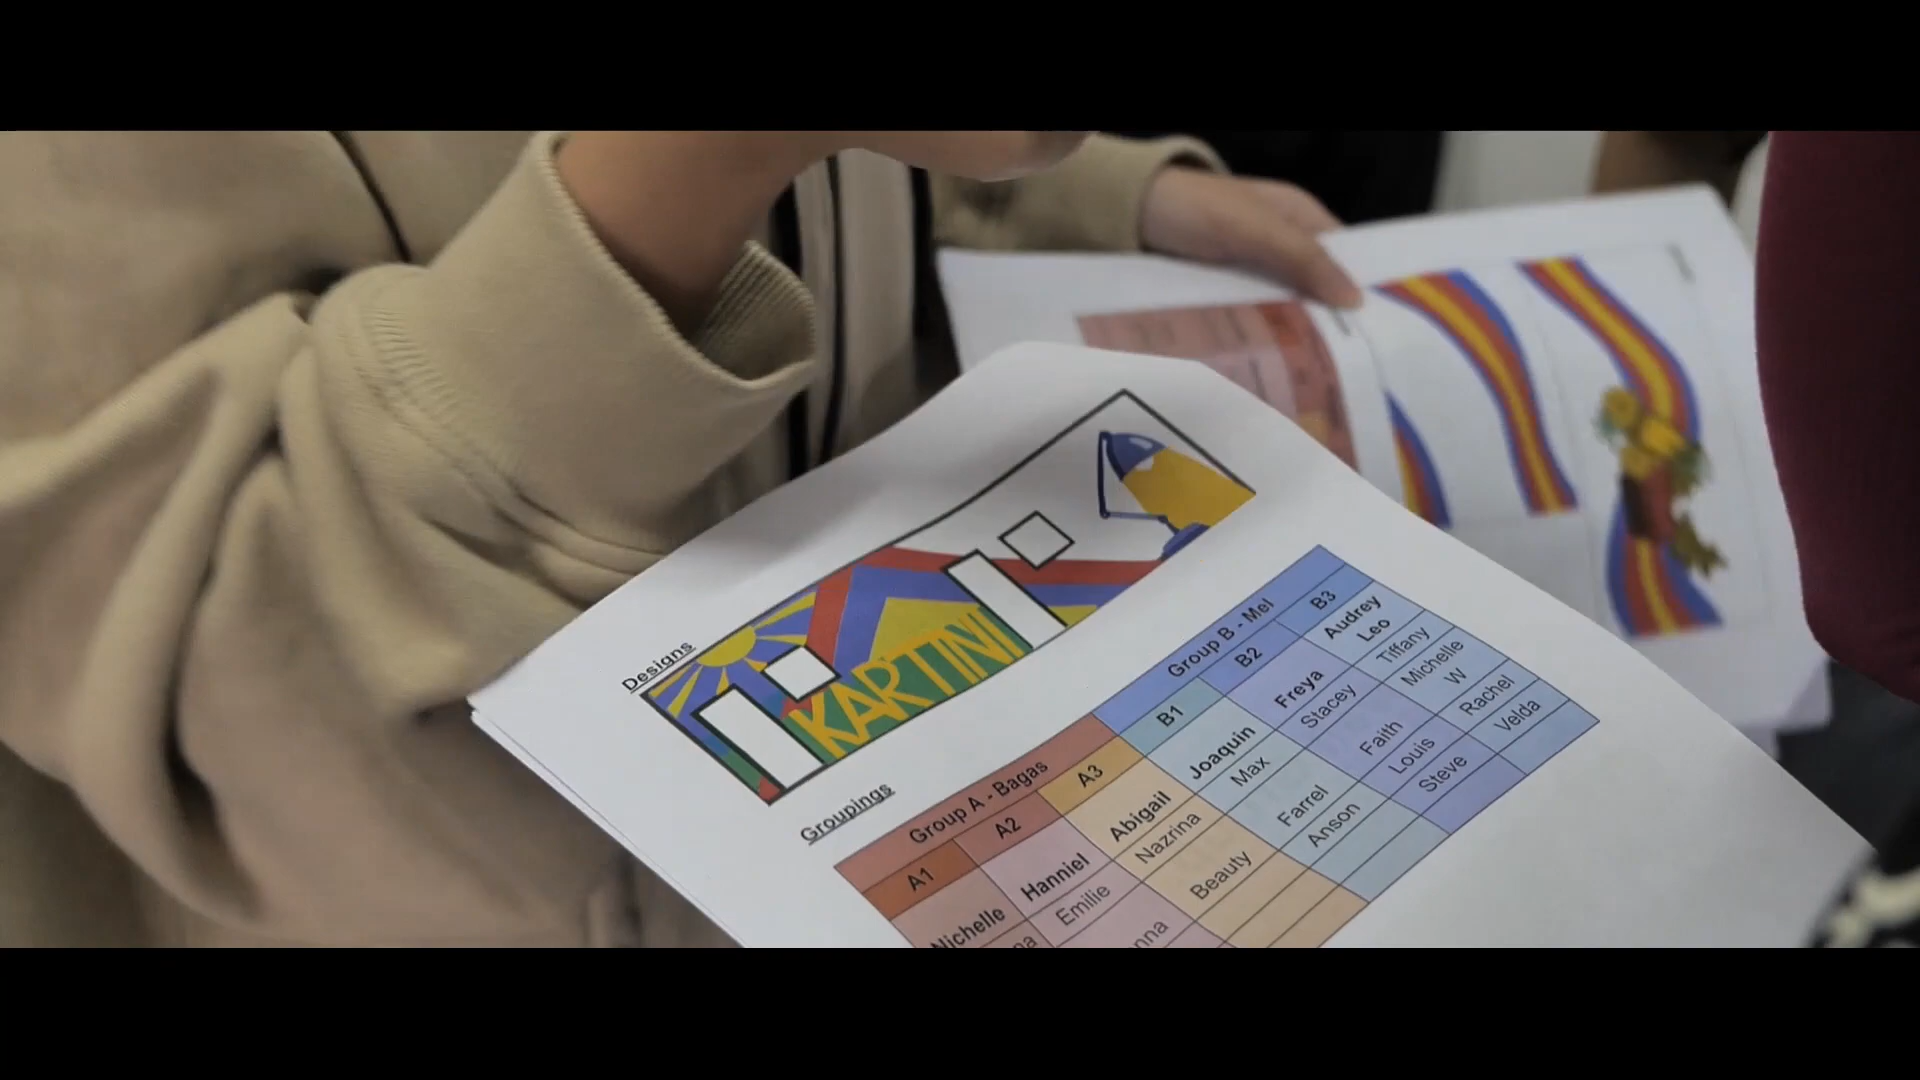 Designs
KARTINI
Groupings
Group A - Bagas
Group B - Mel
A1
A2
A3
B1
B2
B3
Hanniel
Abigail
Joaquin
Freya
Audrey
Emilie
Nazrina
Max
Stacey
Leo
Beauty
Farrel
Faith
Tiffany
Anson
Louis
Michelle
W
Steve
Rachel
Velda